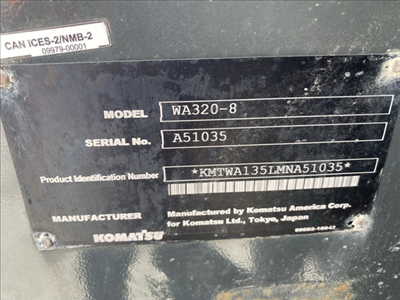 CAN ICES-2/NMB-2
09979-00001
MODEL WA320-8
SERIAL No. A51035
Product Identification Number *KMTWA135LMNA51035*
MANUFACTURER Manufactured by Komatsu America Corp.
for Komatsu Ltd., Tokyo, Japan
KOMATSU